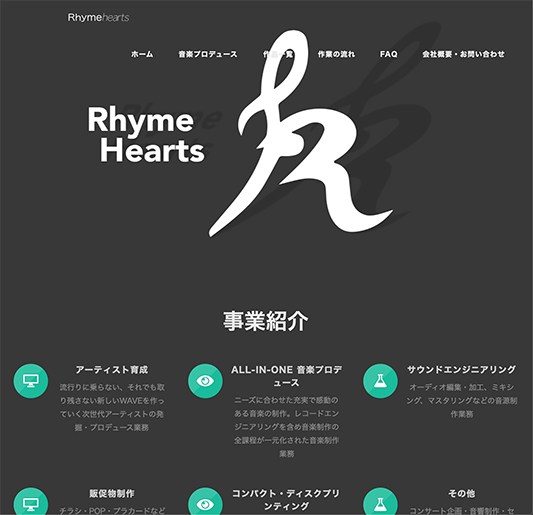 Rhymehearts
ホーム
音楽プロデュース
作業の流れ
FAQ
会社概要・お問い合わせ
Rhyme
Hearts
事業紹介
アーティスト育成
流行りに乗らない、それでも取
り残さない新しいWAVEを作っ
ていく次世代アーティストの発
掘・プロデュース業務
ALL-IN-ONE 音楽プロデ
ュース
ニーズに合わせた充実で感動の
ある音楽の制作。レコードエン
ジニアリングを含め音楽制作の
全課程が一元化された音楽制作
業務
サウンドエンジニアリング
オーディオ編集・加工、ミキシ
ング、マスタリングなどの音源制
作業務
販促物制作
チラシ・POP・プラカードなど
コンパクト・ディスクプリ
ンティング
その他
コンサート企画・音響制作・セ